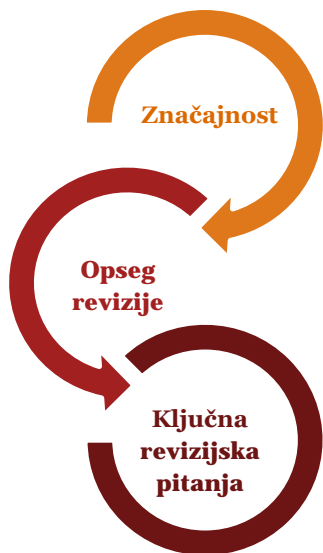 Značajnost
Opseg
revizije
Ključna
revizijska
pitanja